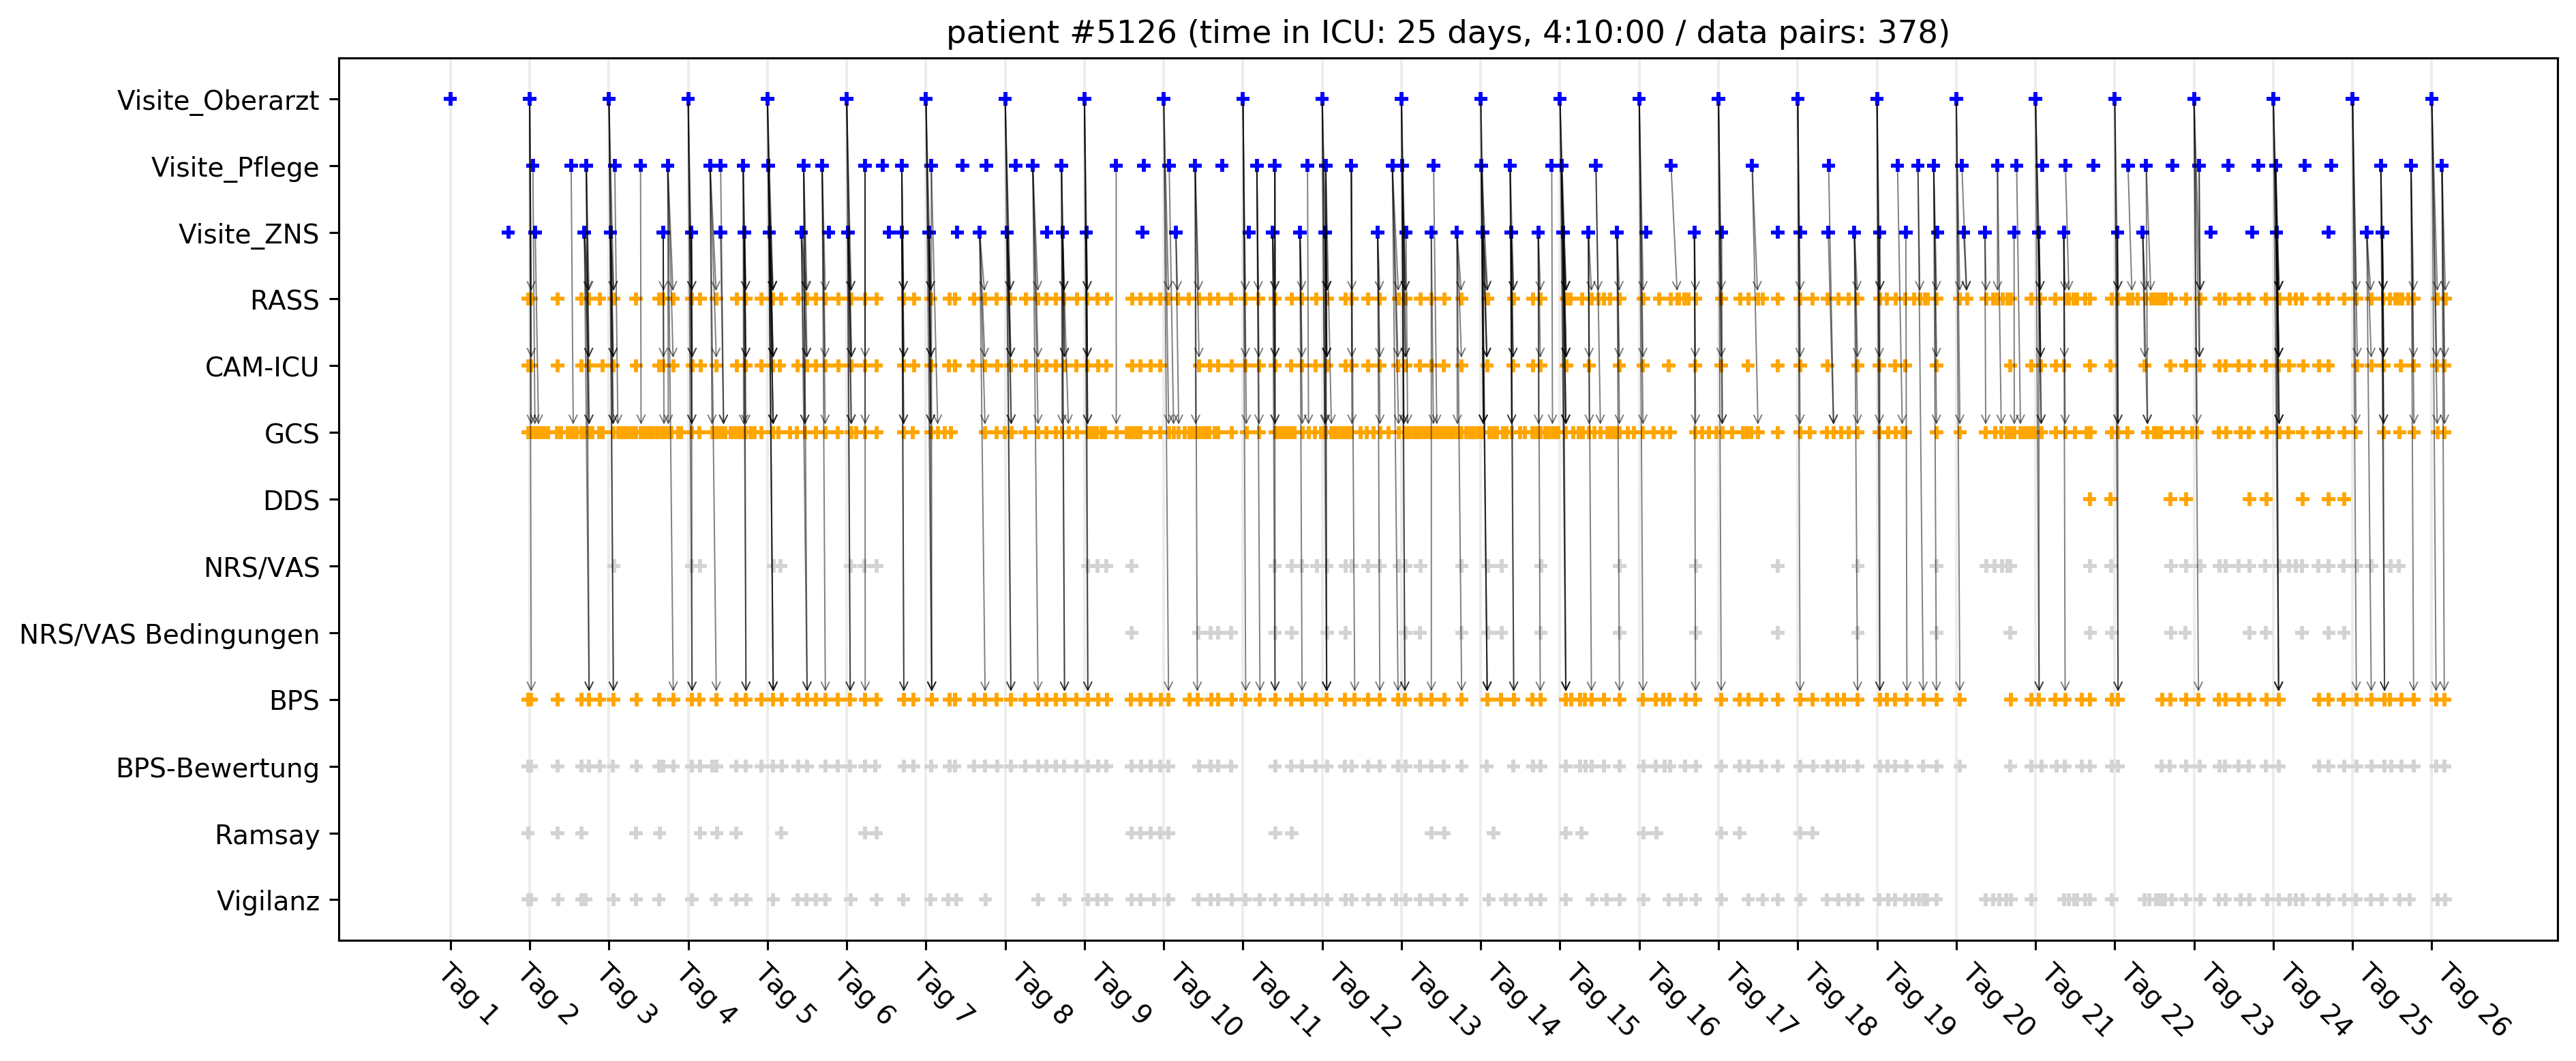 patient #5126 (time in ICU: 25 days, 4:10:00 / data pairs: 378)
Visite_Oberarzt
Visite_Pflege
Visite_ZNS
RASS
CAM-ICU
GCS
DDS
NRS/VAS
NRS/VAS Bedingungen
BPS
BPS-Bewertung
Ramsay
Vigilanz
Tag 1
Tag 2
Tag 3
Tag 4
Tag 5
Tag 6
Tag 7
Tag 8
Tag 9
Tag 10
Tag 11
Tag 12
Tag 13
Tag 14
Tag 15
Tag 16
Tag 17
Tag 18
Tag 19
Tag 20
Tag 21
Tag 22
Tag 23
Tag 24
Tag 25
Tag 26